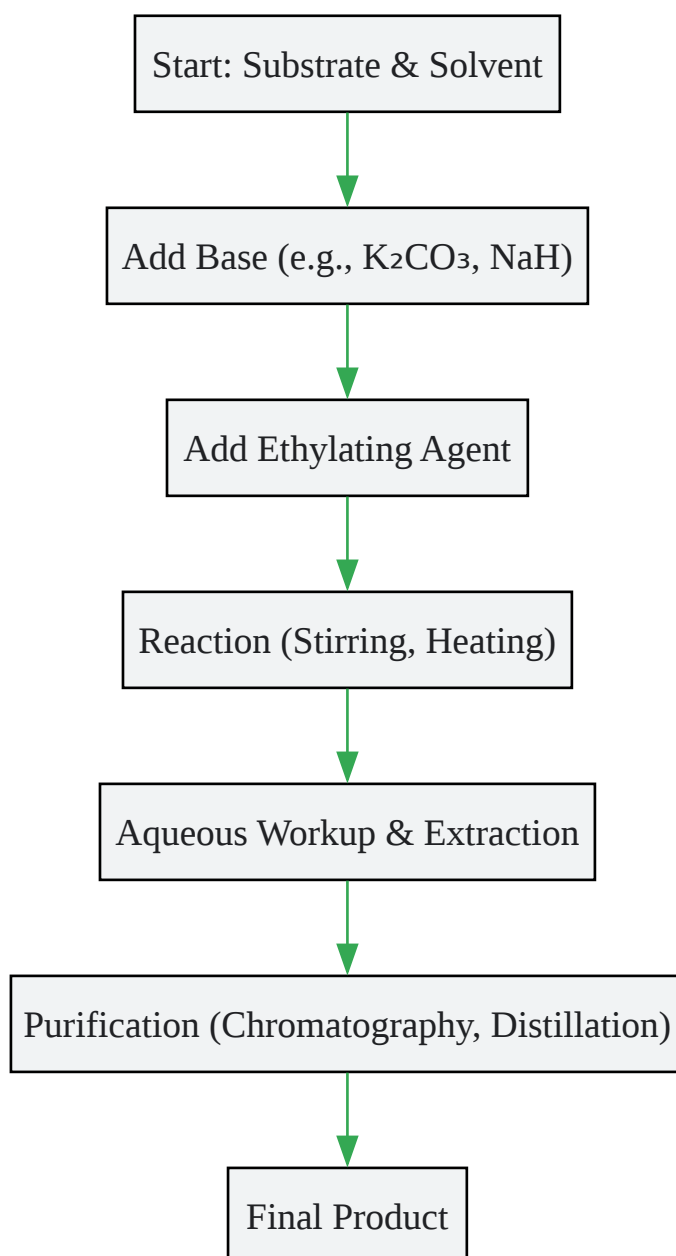 Start: Substrate & Solvent
Add Base (e.g., K₂CO₃, NaH)
Add Ethylating Agent
Reaction (Stirring, Heating)
Aqueous Workup & Extraction
Purification (Chromatography, Distillation)
Final Product